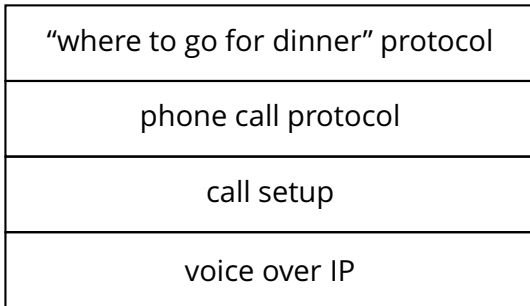 “where to go for dinner” protocol
phone call protocol
call setup
voice over IP